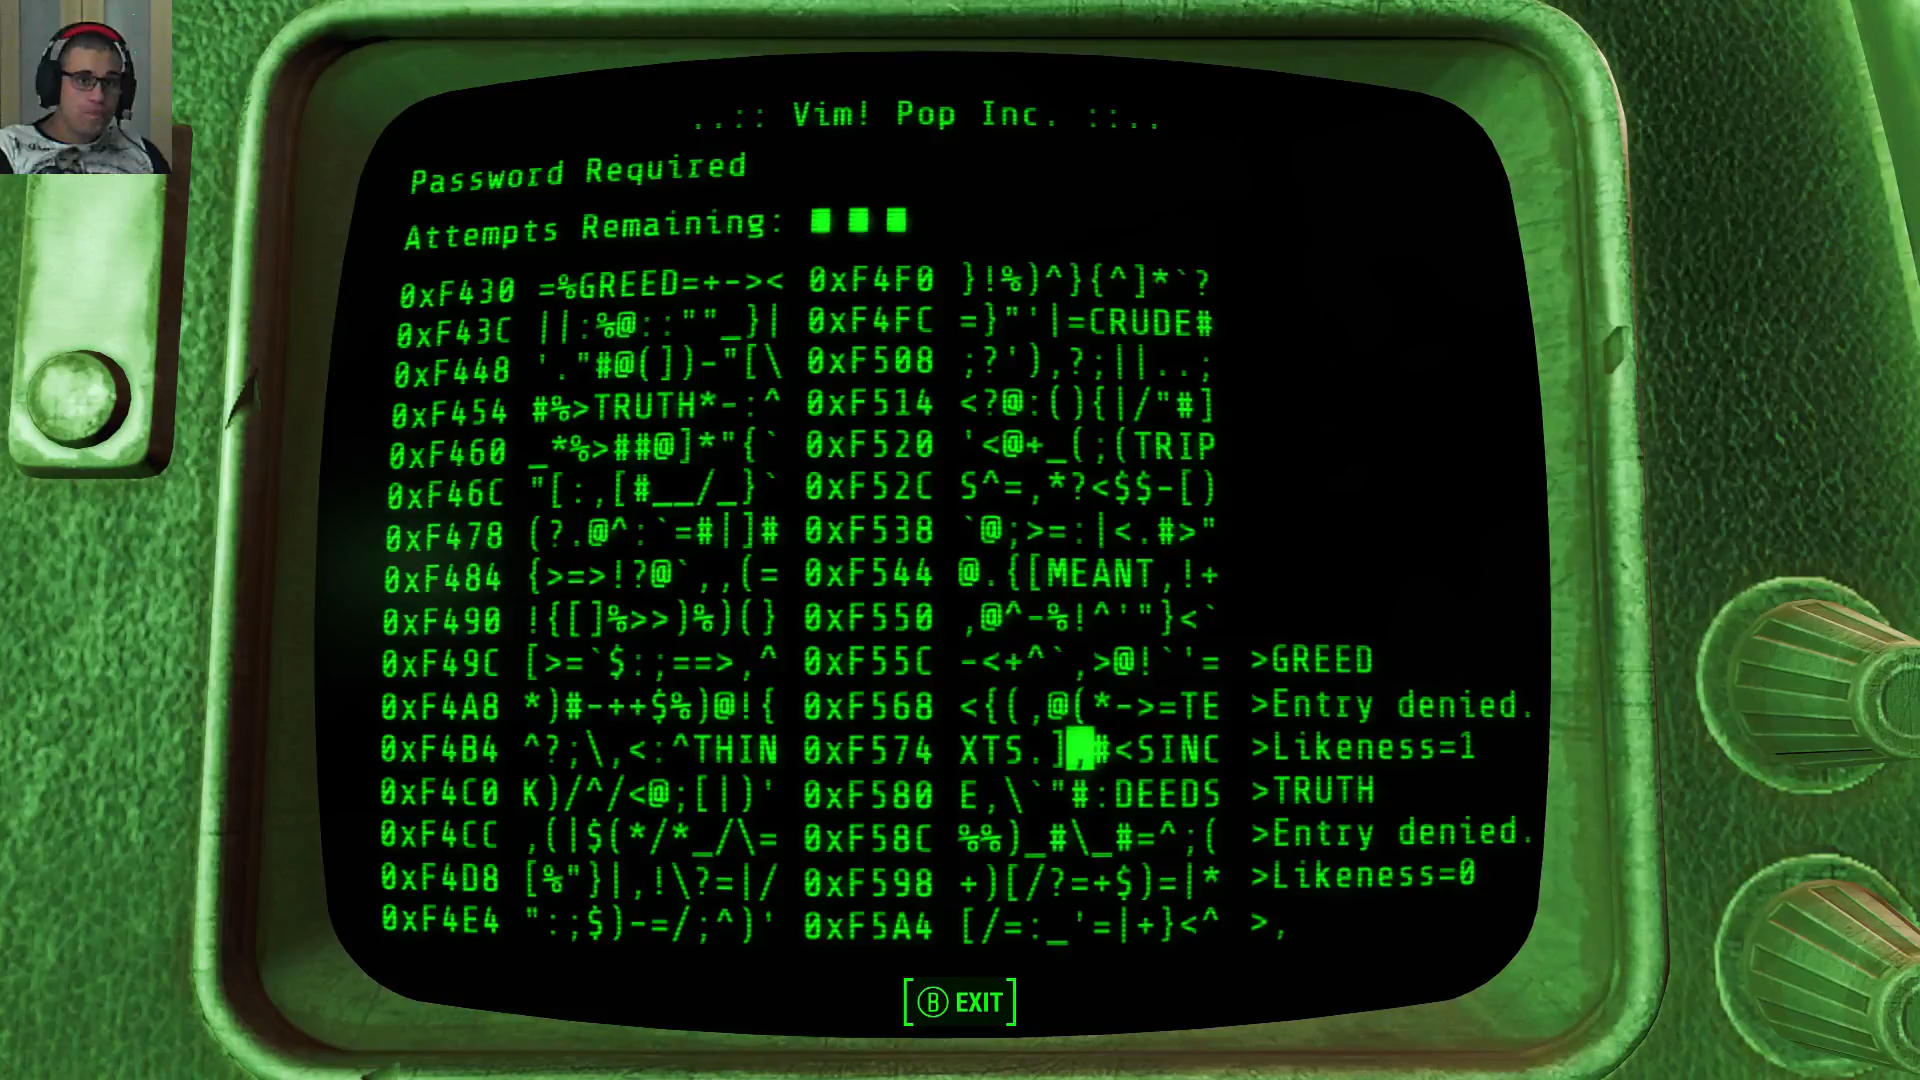 ..:: Vim! Pop Inc. ::..
Password Required
Attempts Remaining: ■ ■ ■
0xF430 =%GREED=+-><
0xF43C ||:%@::""_}|
0xF448 '."#@(])-"[\
0xF454 #%>TRUTH*-:^
0xF460 _*%>##@]*"{`
0xF46C "[:,[#__/_}`
0xF478 (?.@^:`=#|]#
0xF484 {>=>!?@`,,(=
0xF490 !{[]%>>)%)(}
0xF49C [>=`$:;==>,^
0xF4A8 *)#-++$%)@!{
0xF4B4 ^?;\,<:^THIN
0xF4C0 K)/^/<@;[|)'
0xF4CC ,(|$(*/*_/\=
0xF4D8 [%"}|,!\?=|/
0xF4E4 ":;$)-=/;^)'
0xF4F0 }!%)^}{^]*`?
0xF4FC =}"'|=CRUDE#
0xF508 ;?'),?;||..;
0xF514 <?@:(){|/"#]
0xF520 '<@+_(;(TRIP
0xF52C S^=,*?<$$-[)
0xF538 `@;>=:|<.#>"
0xF544 @.{[MEANT,!+
0xF550 ,@^-%!^'"}<`
0xF55C -<+^`,>@!`'=
0xF568 <{(,@(*->=TE
0xF574 XTS.],#<SINC
0xF580 E,\`"#:DEEDS
0xF58C %%)_#\_#=^;(
0xF598 +)[/?=+$)=|*
0xF5A4 [/=:_'=|+}<^
>GREED
>Entry denied.
>Likeness=1
>TRUTH
>Entry denied.
>Likeness=0
>,
[Ⓑ EXIT]